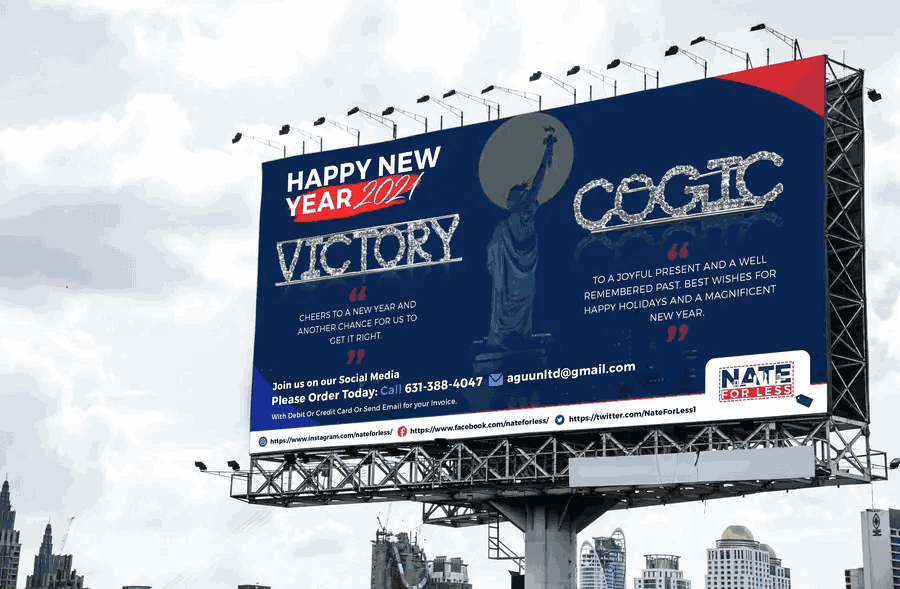 HAPPY NEW
YEAR 2021
VICTORY
“
CHEERS TO A NEW YEAR AND
ANOTHER CHANCE FOR US TO
GET IT RIGHT.
”
COGIC
“
TO A JOYFUL PRESENT AND A WELL
REMEMBERED PAST. BEST WISHES FOR
HAPPY HOLIDAYS AND A MAGNIFICENT
NEW YEAR.
”
Join us on our Social Media
Please Order Today: Call 631-388-4047 aguunltd@gmail.com
With Debit Or Credit Card Or Send Email for your Invoice.
NATE
FOR LESS
https://www.instagram.com/nateforless/ https://www.facebook.com/nateforless/ https://twitter.com/NateForLess1